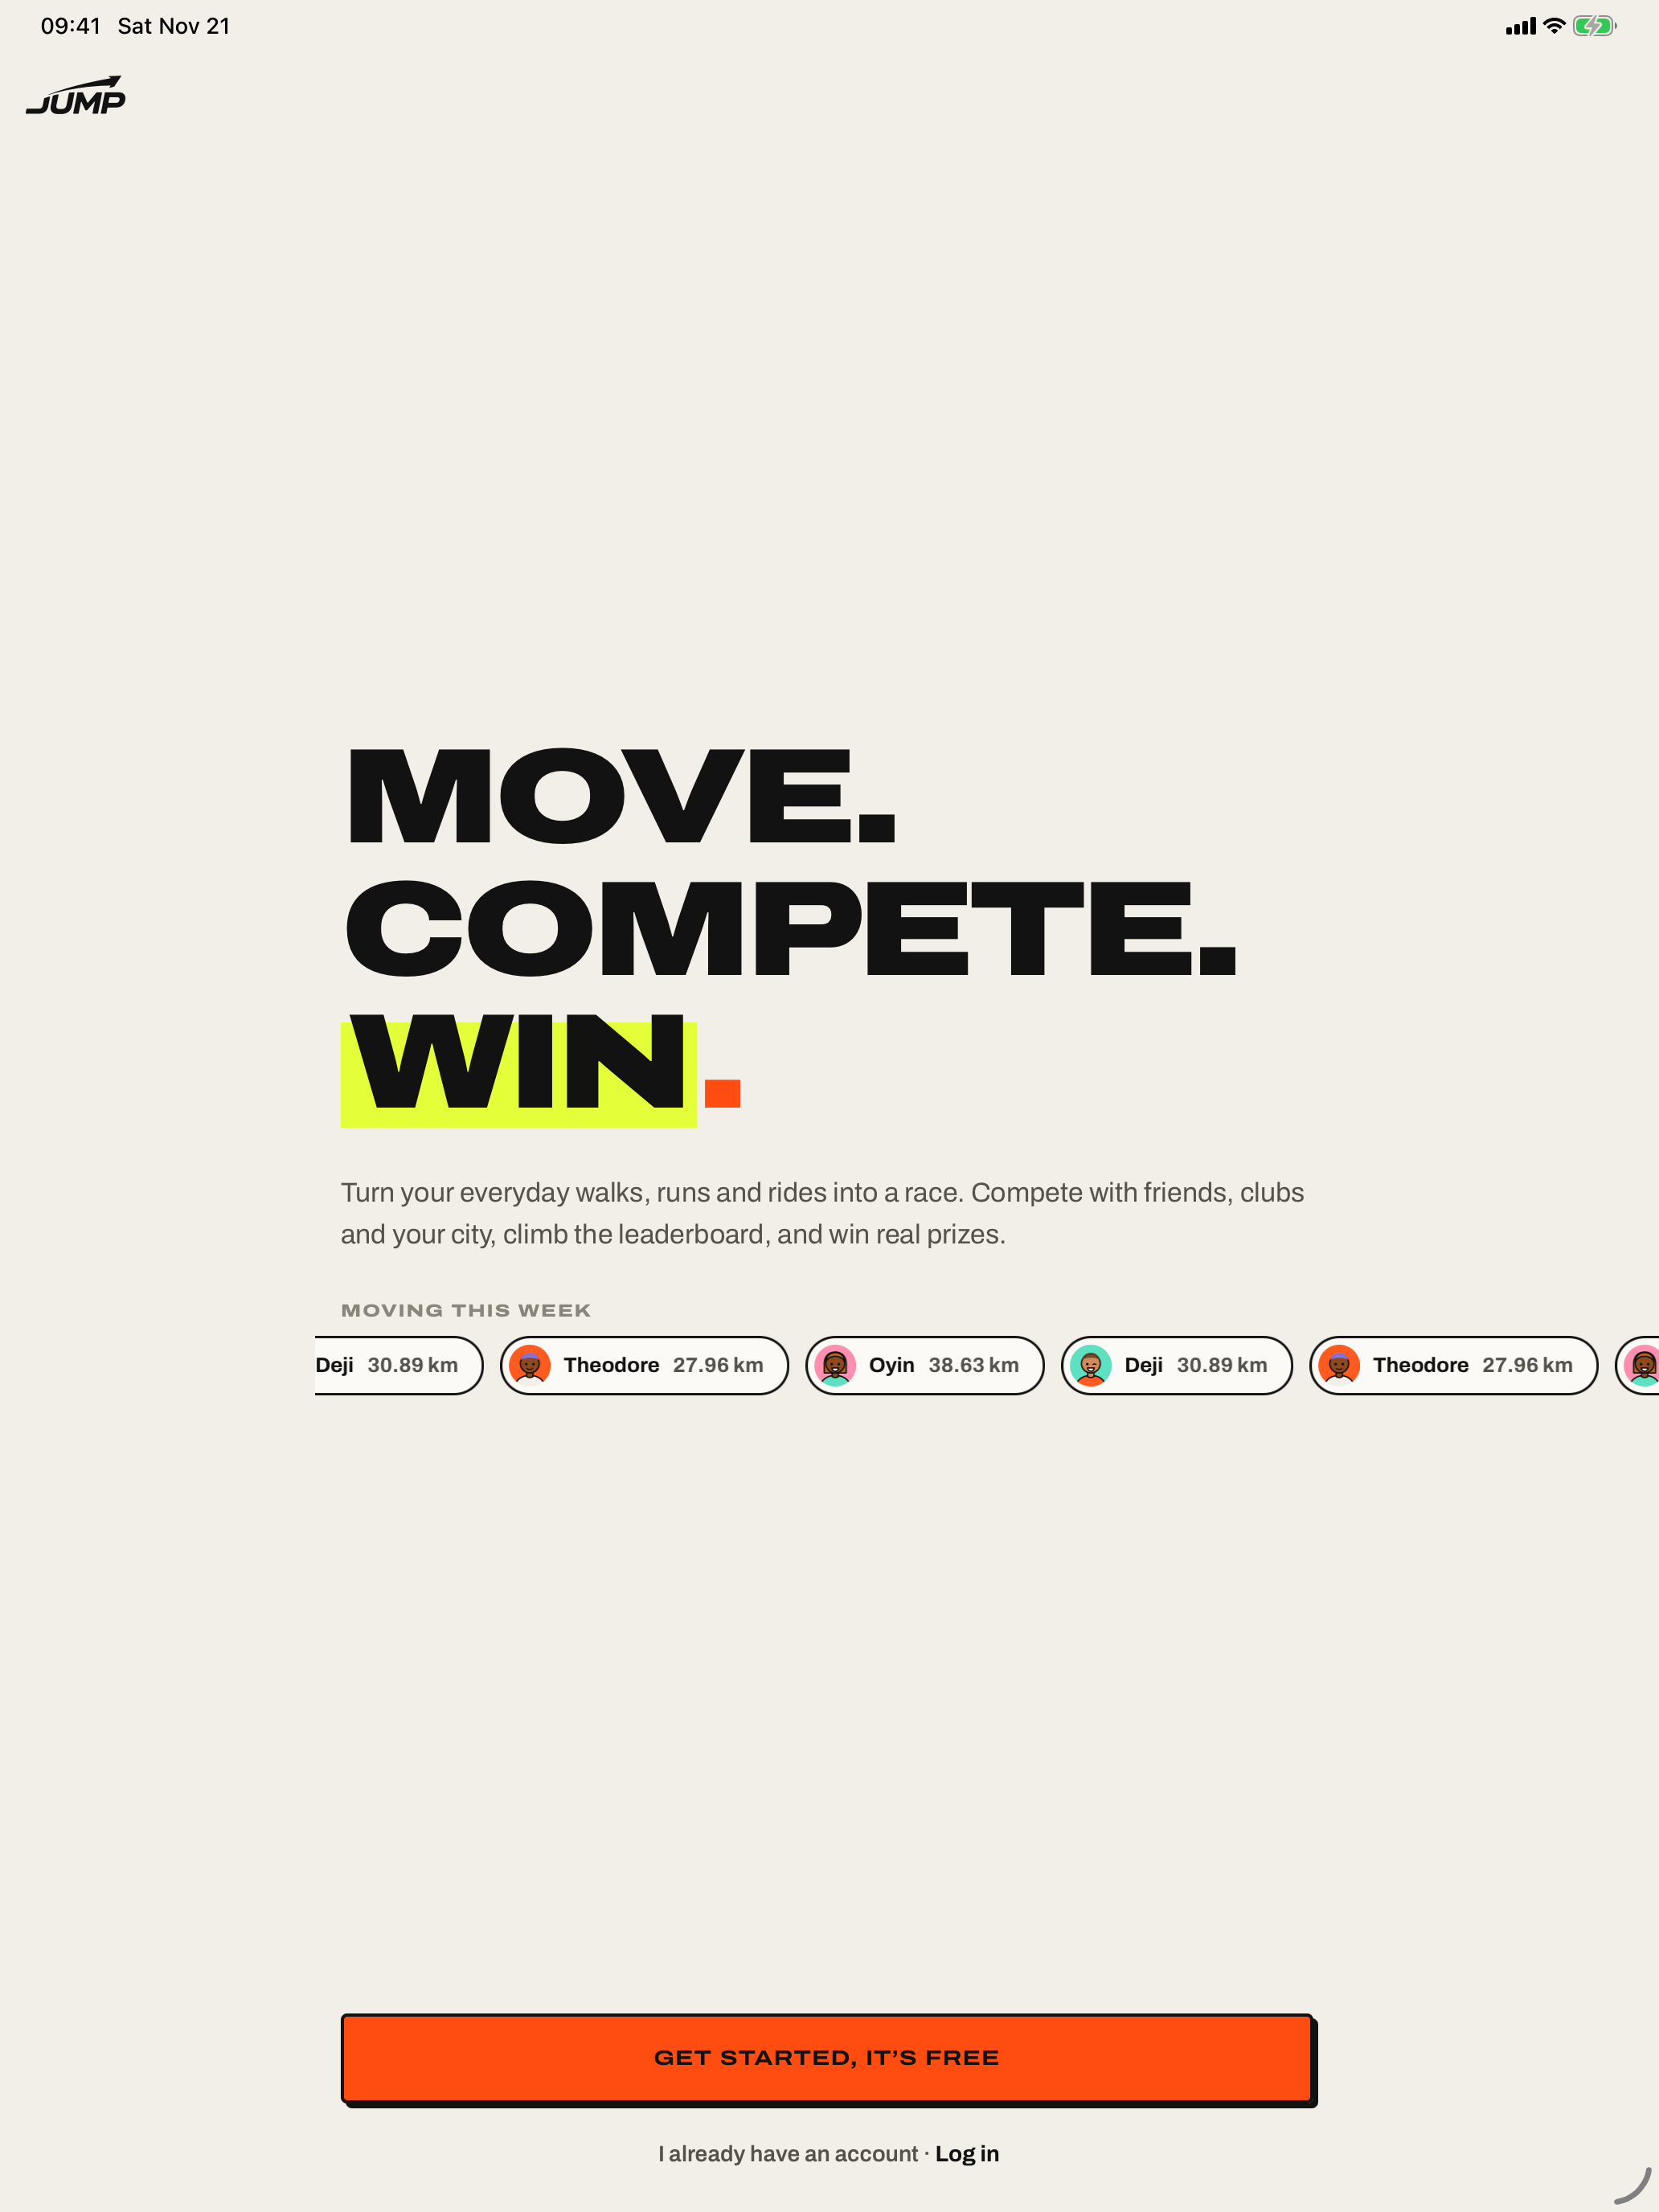 09:41 Sat Nov 21
JUMP
MOVE.
COMPETE.
WIN.
Turn your everyday walks, runs and rides into a race. Compete with friends, clubs
and your city, climb the leaderboard, and win real prizes.
MOVING THIS WEEK
Deji 30.89 km Theodore 27.96 km Oyin 38.63 km Deji 30.89 km Theodore 27.96 km
GET STARTED, IT’S FREE
I already have an account · Log in